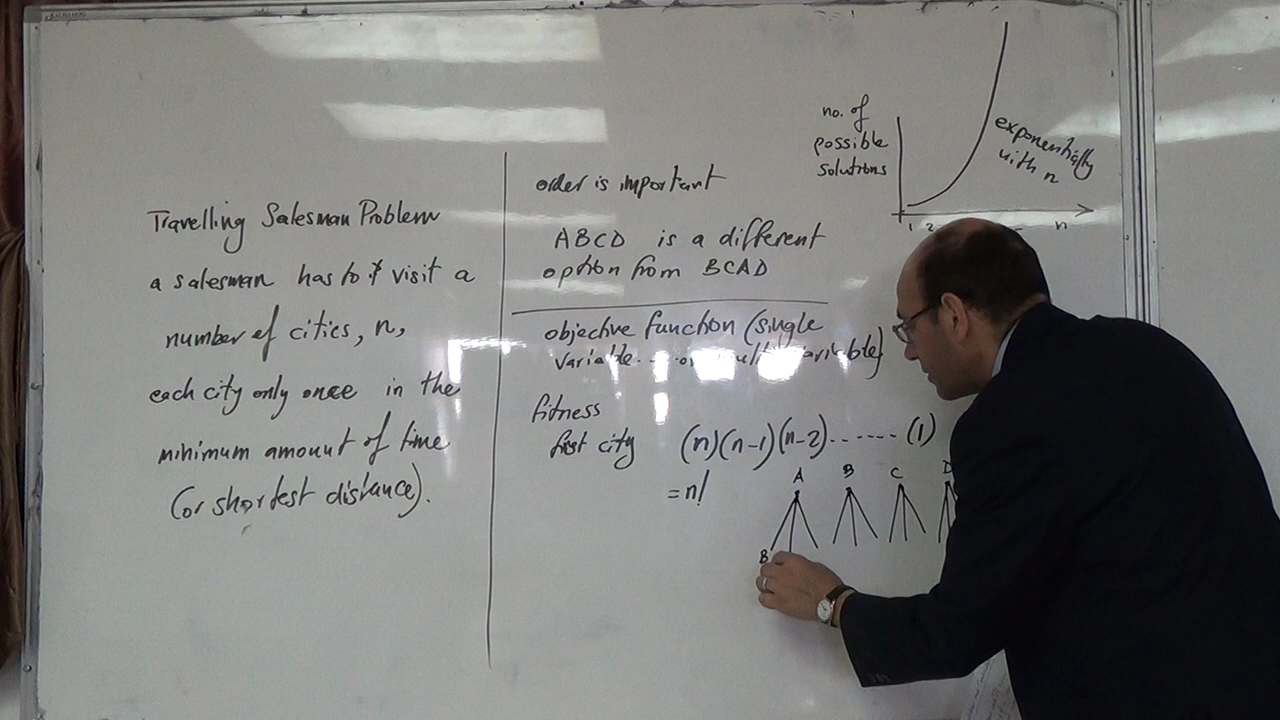 Travelling Salesman Problem
a salesman has to visit a
number of cities, n,
each city only once in the
minimum amount of time
(or shortest distance).
order is important
ABCD is a different
option from BCAD
objective function (single
variable... or multi variable)
fitness
first city (n)(n-1)(n-2)......(1)
=n!
A B C D
B
no. of
possible
solutions
exponentially
with n
1 2 n